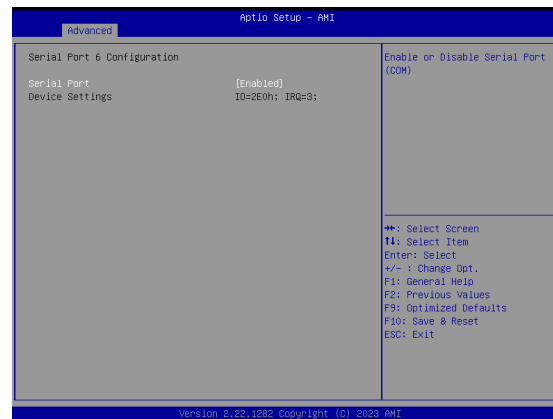 Aptio Setup - AMI
Advanced
Serial Port 6 Configuration
Serial Port [Enabled]
Device Settings IO=2E0h; IRQ=3;
Enable or Disable Serial Port
(COM)
→←: Select Screen
↑↓: Select Item
Enter: Select
+/- : Change Opt.
F1: General Help
F2: Previous Values
F9: Optimized Defaults
F10: Save & Reset
ESC: Exit
Version 2.22.1282 Copyright (C) 2023 AMI